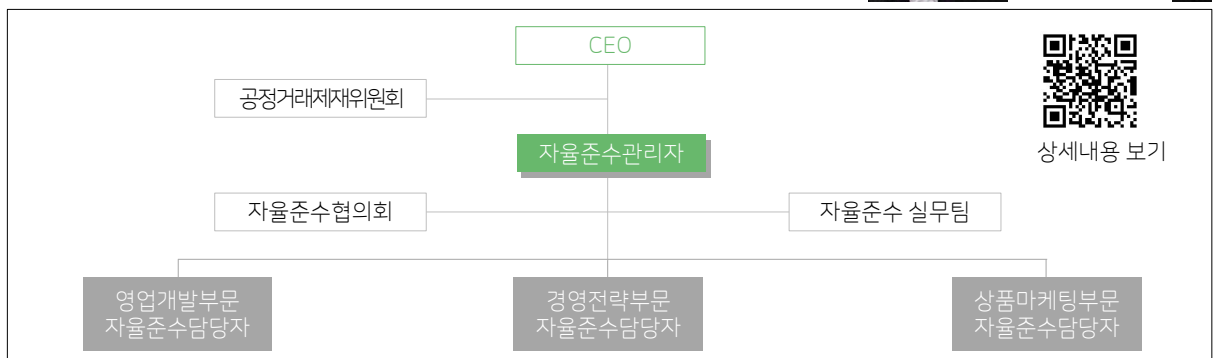 CEO
공정거래제재위원회
상세내용 보기
자율준수관리자
자율준수협의회
자율준수 실무팀
영업개발부문
자율준수담당자
경영전략부문
자율준수담당자
상품마케팅부문
자율준수담당자